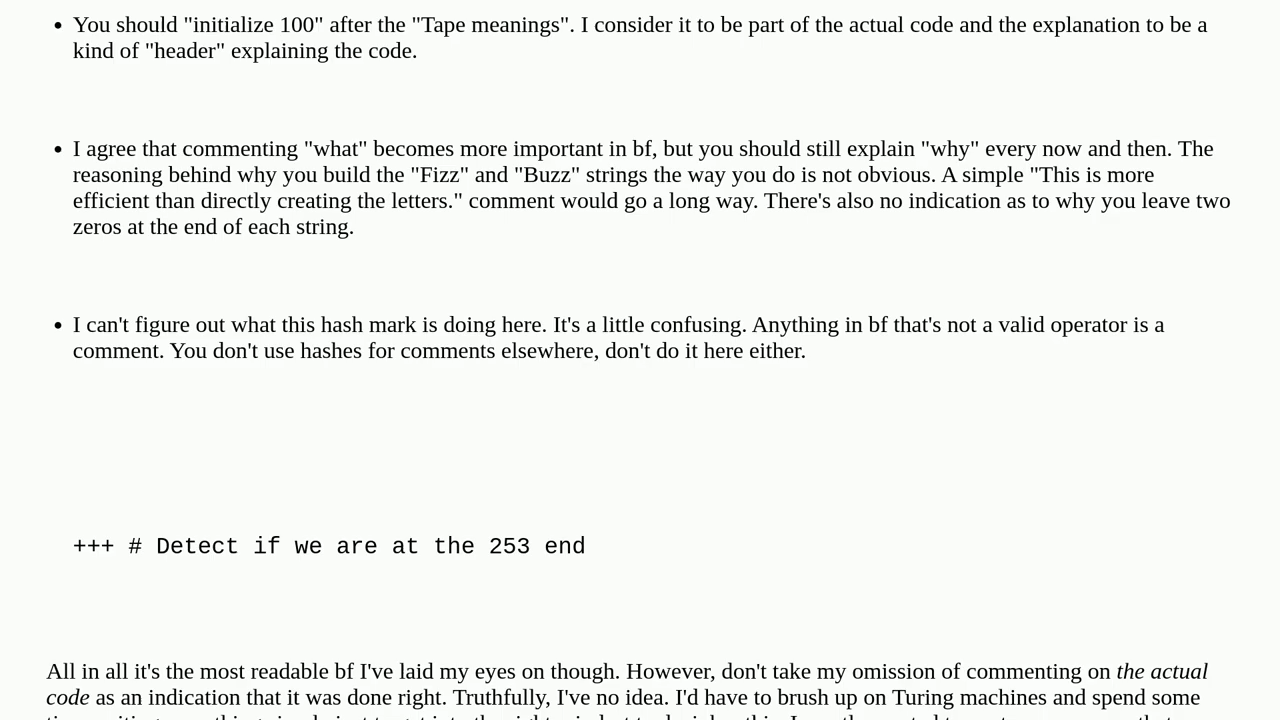 • You should "initialize 100" after the "Tape meanings". I consider it to be part of the actual code and the explanation to be a
kind of "header" explaining the code.
• I agree that commenting "what" becomes more important in bf, but you should still explain "why" every now and then. The
reasoning behind why you build the "Fizz" and "Buzz" strings the way you do is not obvious. A simple "This is more
efficient than directly creating the letters." comment would go a long way. There's also no indication as to why you leave two
zeros at the end of each string.
• I can't figure out what this hash mark is doing here. It's a little confusing. Anything in bf that's not a valid operator is a
comment. You don't use hashes for comments elsewhere, don't do it here either.
+++ # Detect if we are at the 253 end
All in all it's the most readable bf I've laid my eyes on though. However, don't take my omission of commenting on the actual
code as an indication that it was done right. Truthfully, I've no idea. I'd have to brush up on Turing machines and spend some